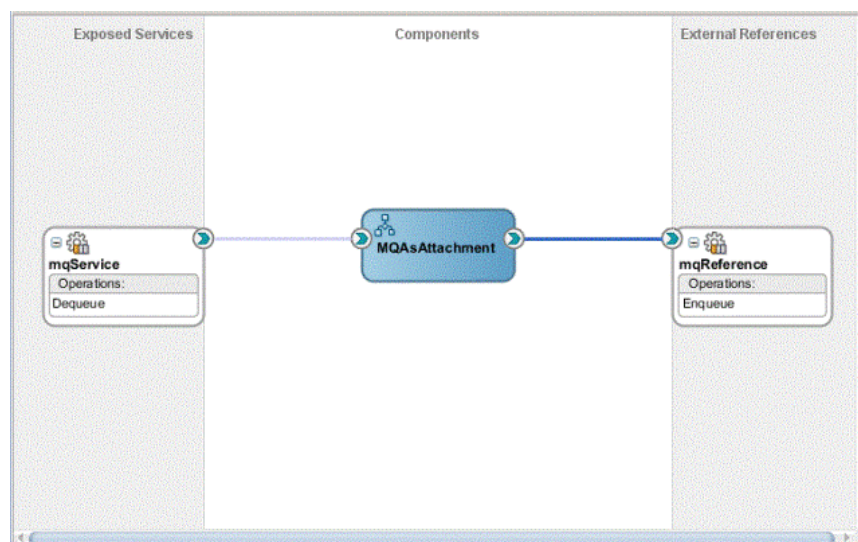 Exposed Services
Components
External References
mqService
Operations:
Dequeue
MQAsAttachment
mqReference
Operations:
Enqueue